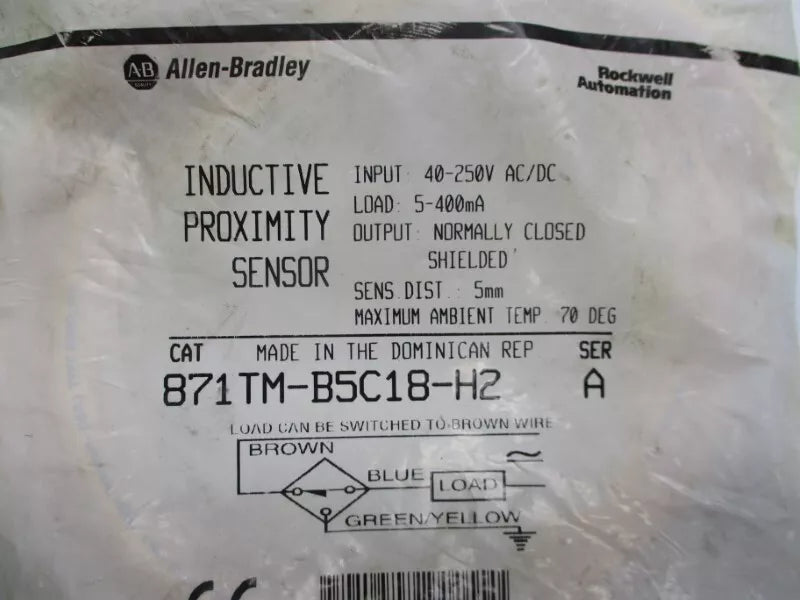 AB Allen-Bradley
QUALITY
Rockwell
Automation
INDUCTIVE
PROXIMITY
SENSOR
INPUT: 40-250V AC/DC
LOAD: 5-400mA
OUTPUT: NORMALLY CLOSED
SHIELDED
SENS.DIST.: 5mm
MAXIMUM AMBIENT TEMP. 70 DEG
CAT MADE IN THE DOMINICAN REP SER
871TM-B5C18-H2 A
LOAD CAN BE SWITCHED TO BROWN WIRE
BROWN
BLUE LOAD
GREEN/YELLOW
CE